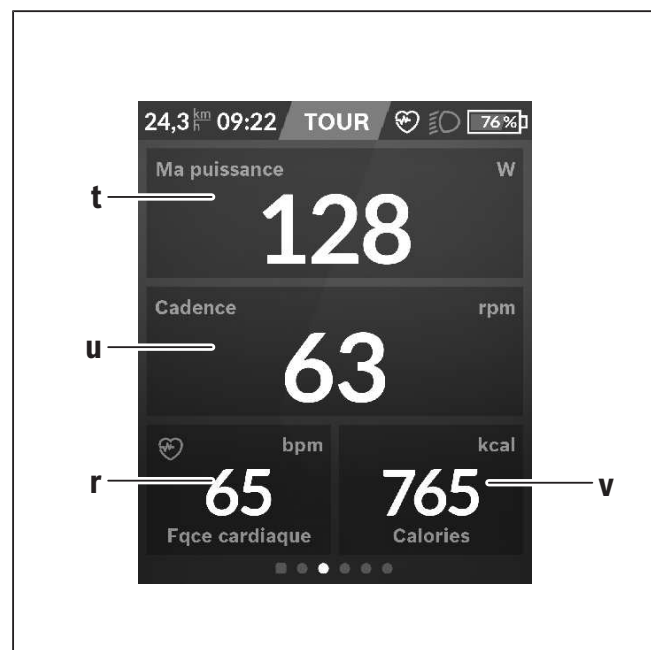 24,3 km/h 09:22 TOUR 76 %
Ma puissance W
t
128
Cadence rpm
u
63
bpm kcal
r 65 765 v
Fqce cardiaque Calories